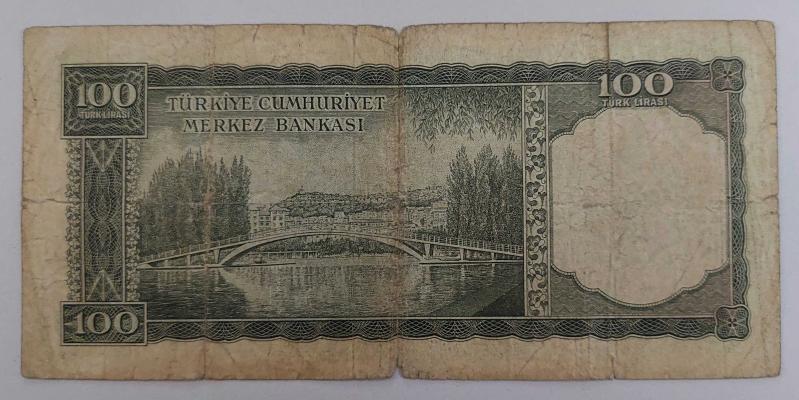 100
TÜRK LİRASI
TÜRKİYE CUMHURİYET
MERKEZ BANKASI
100
TÜRK LİRASI
100